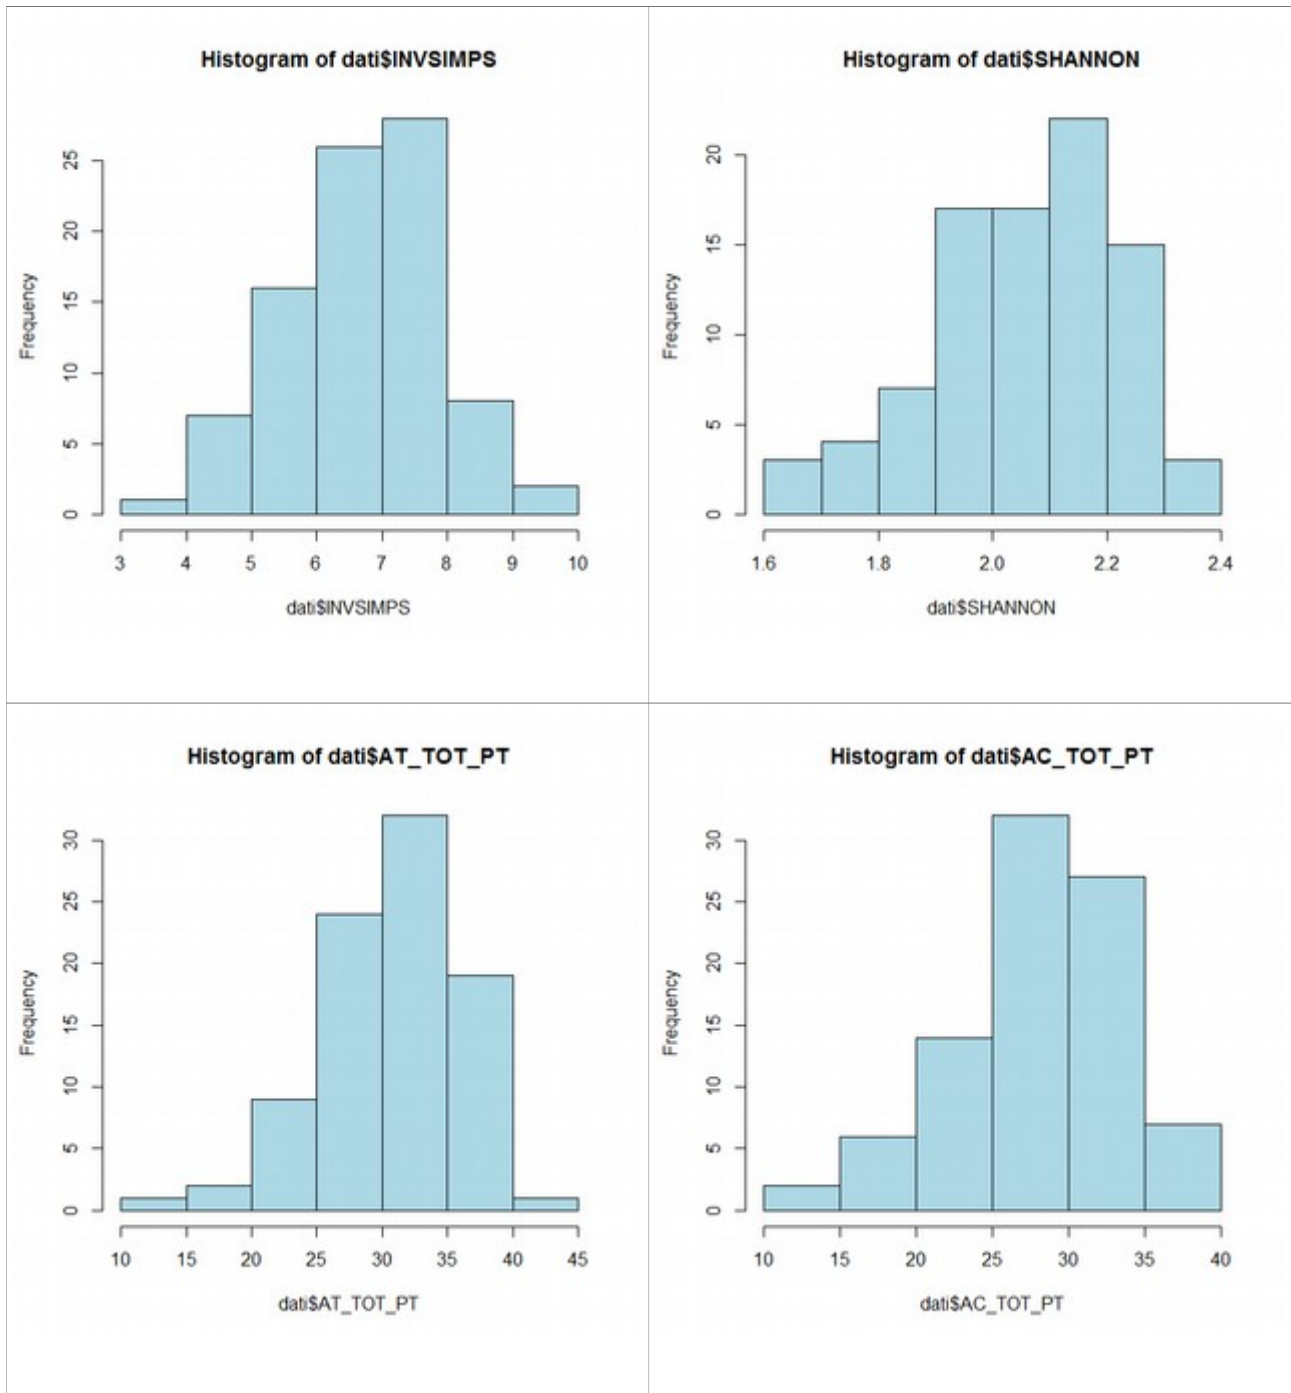 Histogram of dati$INVSIMPS
Frequency
25
20
15
10
5
0
3 4 5 6 7 8 9 10
dati$INVSIMPS
Histogram of dati$SHANNON
Frequency
20
15
10
5
0
1.6 1.8 2.0 2.2 2.4
dati$SHANNON
Histogram of dati$AT_TOT_PT
Frequency
30
25
20
15
10
5
0
10 15 20 25 30 35 40 45
dati$AT_TOT_PT
Histogram of dati$AC_TOT_PT
Frequency
30
25
20
15
10
5
0
10 15 20 25 30 35 40
dati$AC_TOT_PT